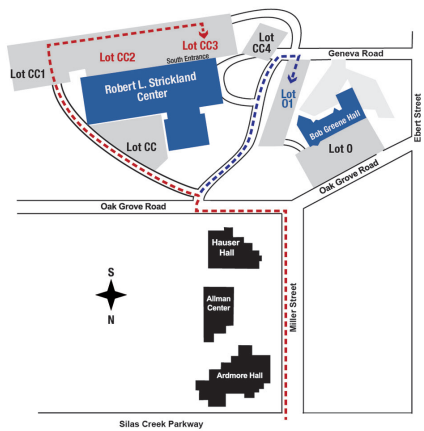 Lot CC1
Lot CC2
Lot CC3
South Entrance
Lot
CC4
Geneva Road
Robert L. Strickland
Center
Lot
O1
Bob Greene Hall
Ebert Street
Lot CC
Lot O
Oak Grove Road
Oak Grove Road
Hauser
Hall
S
N
Allman
Center
Miller Street
Ardmore Hall
Silas Creek Parkway